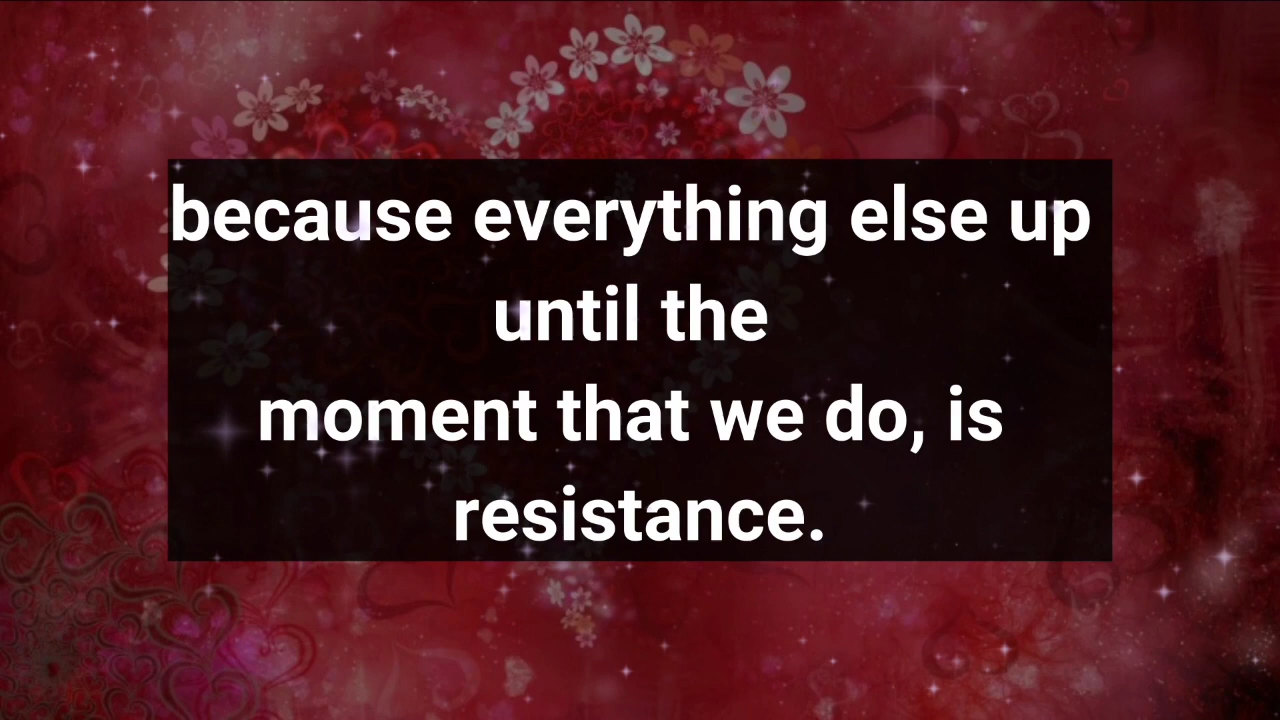 because everything else up
until the
moment that we do, is
resistance.